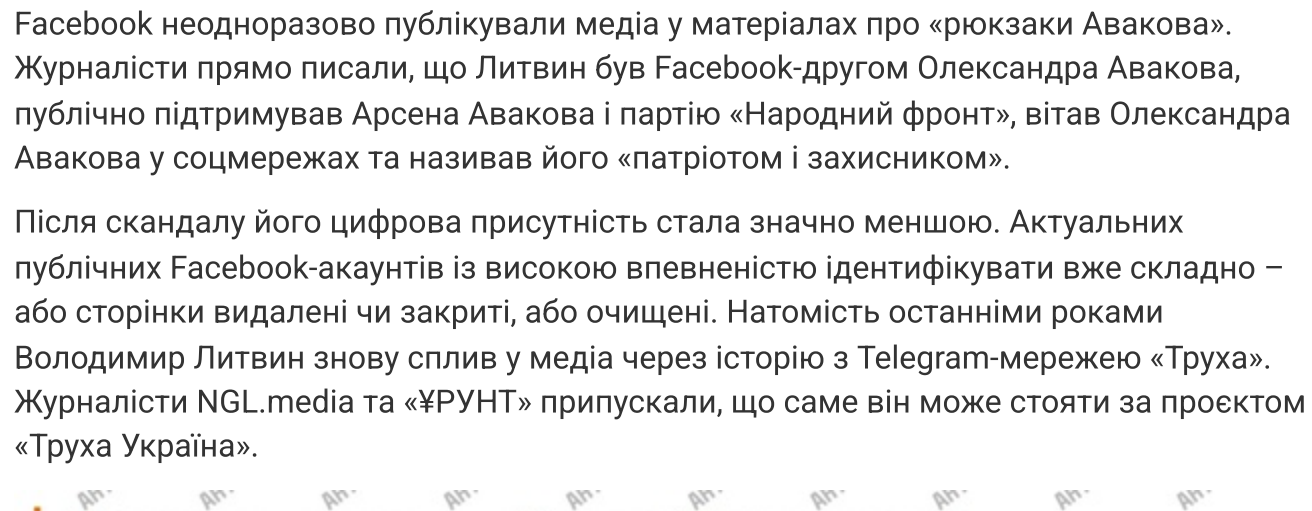 Facebook неодноразово публікували медіа у матеріалах про «рюкзаки Авакова».
Журналісти прямо писали, що Литвин був Facebook-другом Олександра Авакова,
публічно підтримував Арсена Авакова і партію «Народний фронт», вітав Олександра
Авакова у соцмережах та називав його «патріотом і захисником».
Після скандалу його цифрова присутність стала значно меншою. Актуальних
публічних Facebook-акаунтів із високою впевненістю ідентифікувати вже складно –
або сторінки видалені чи закриті, або очищені. Натомість останніми роками
Володимир Литвин знову сплив у медіа через історію з Telegram-мережею «Труха».
Журналісти NGL.media та «¥РУНТ» припускали, що саме він може стояти за проєктом
«Труха Україна».